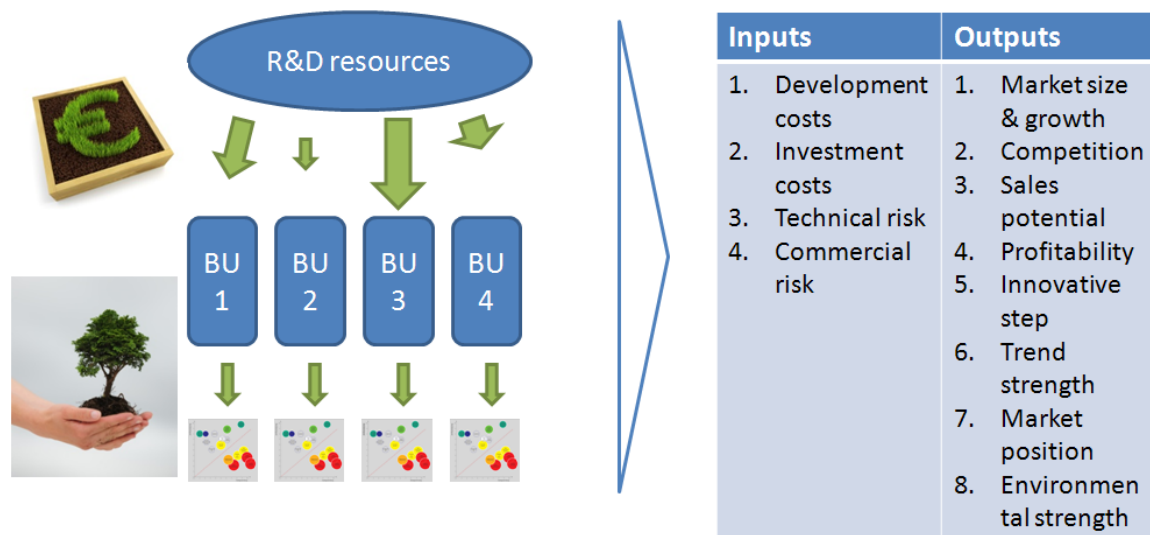 R&D resources
BU
1
BU
2
BU
3
BU
4
Inputs
Outputs
1. Development
costs
2. Investment
costs
3. Technical risk
4. Commercial
risk
1. Market size
& growth
2. Competition
3. Sales
potential
4. Profitability
5. Innovative
step
6. Trend
strength
7. Market
position
8. Environmen
tal strength